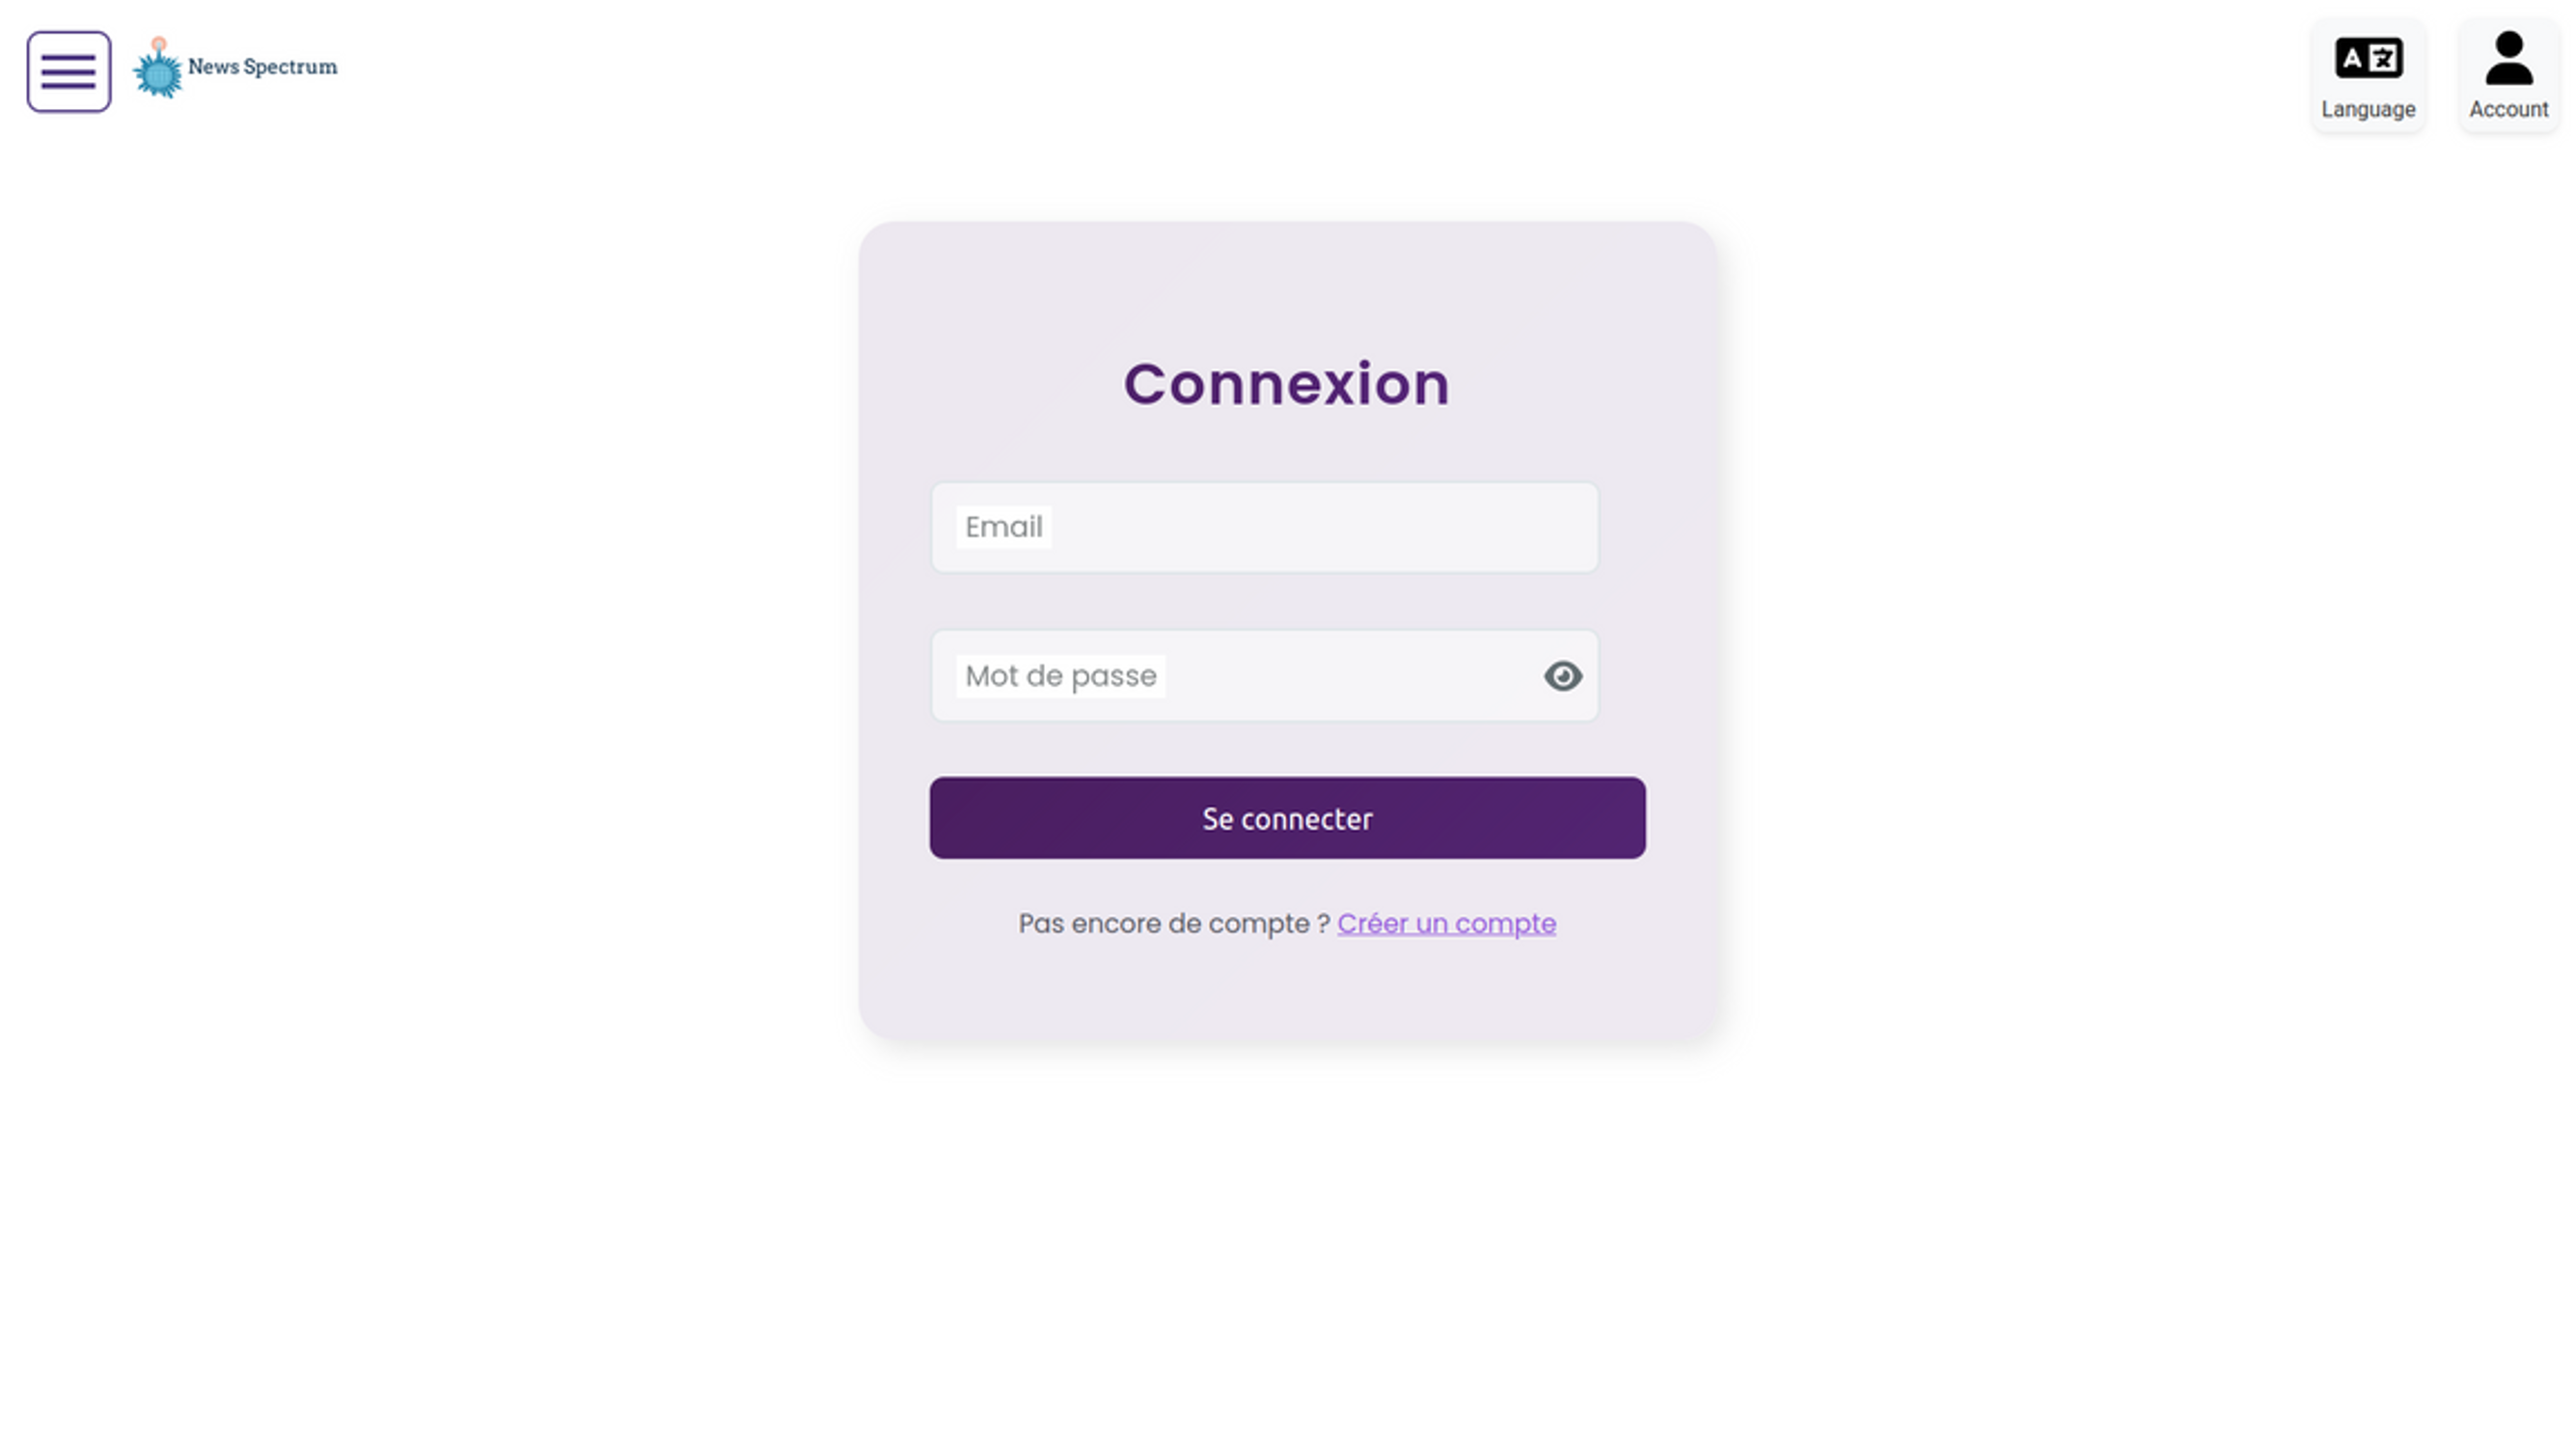 News Spectrum
Language
Account
Connexion
Email
Mot de passe
Se connecter
Pas encore de compte ? Créer un compte